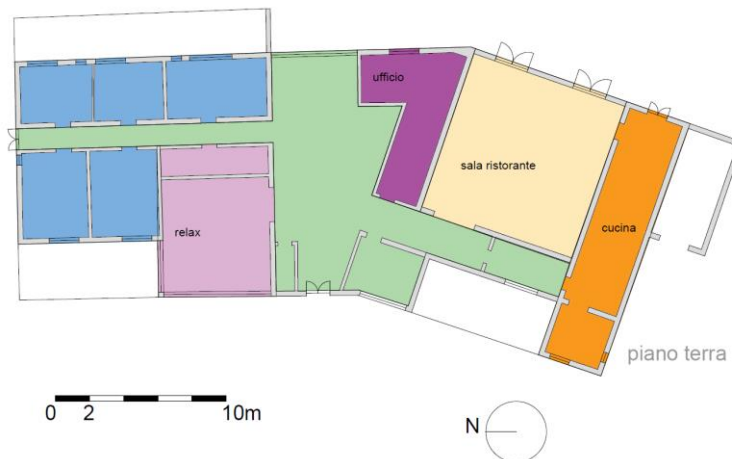 ufficio
sala ristorante
cucina
relax
piano terra
0 2 10m
N